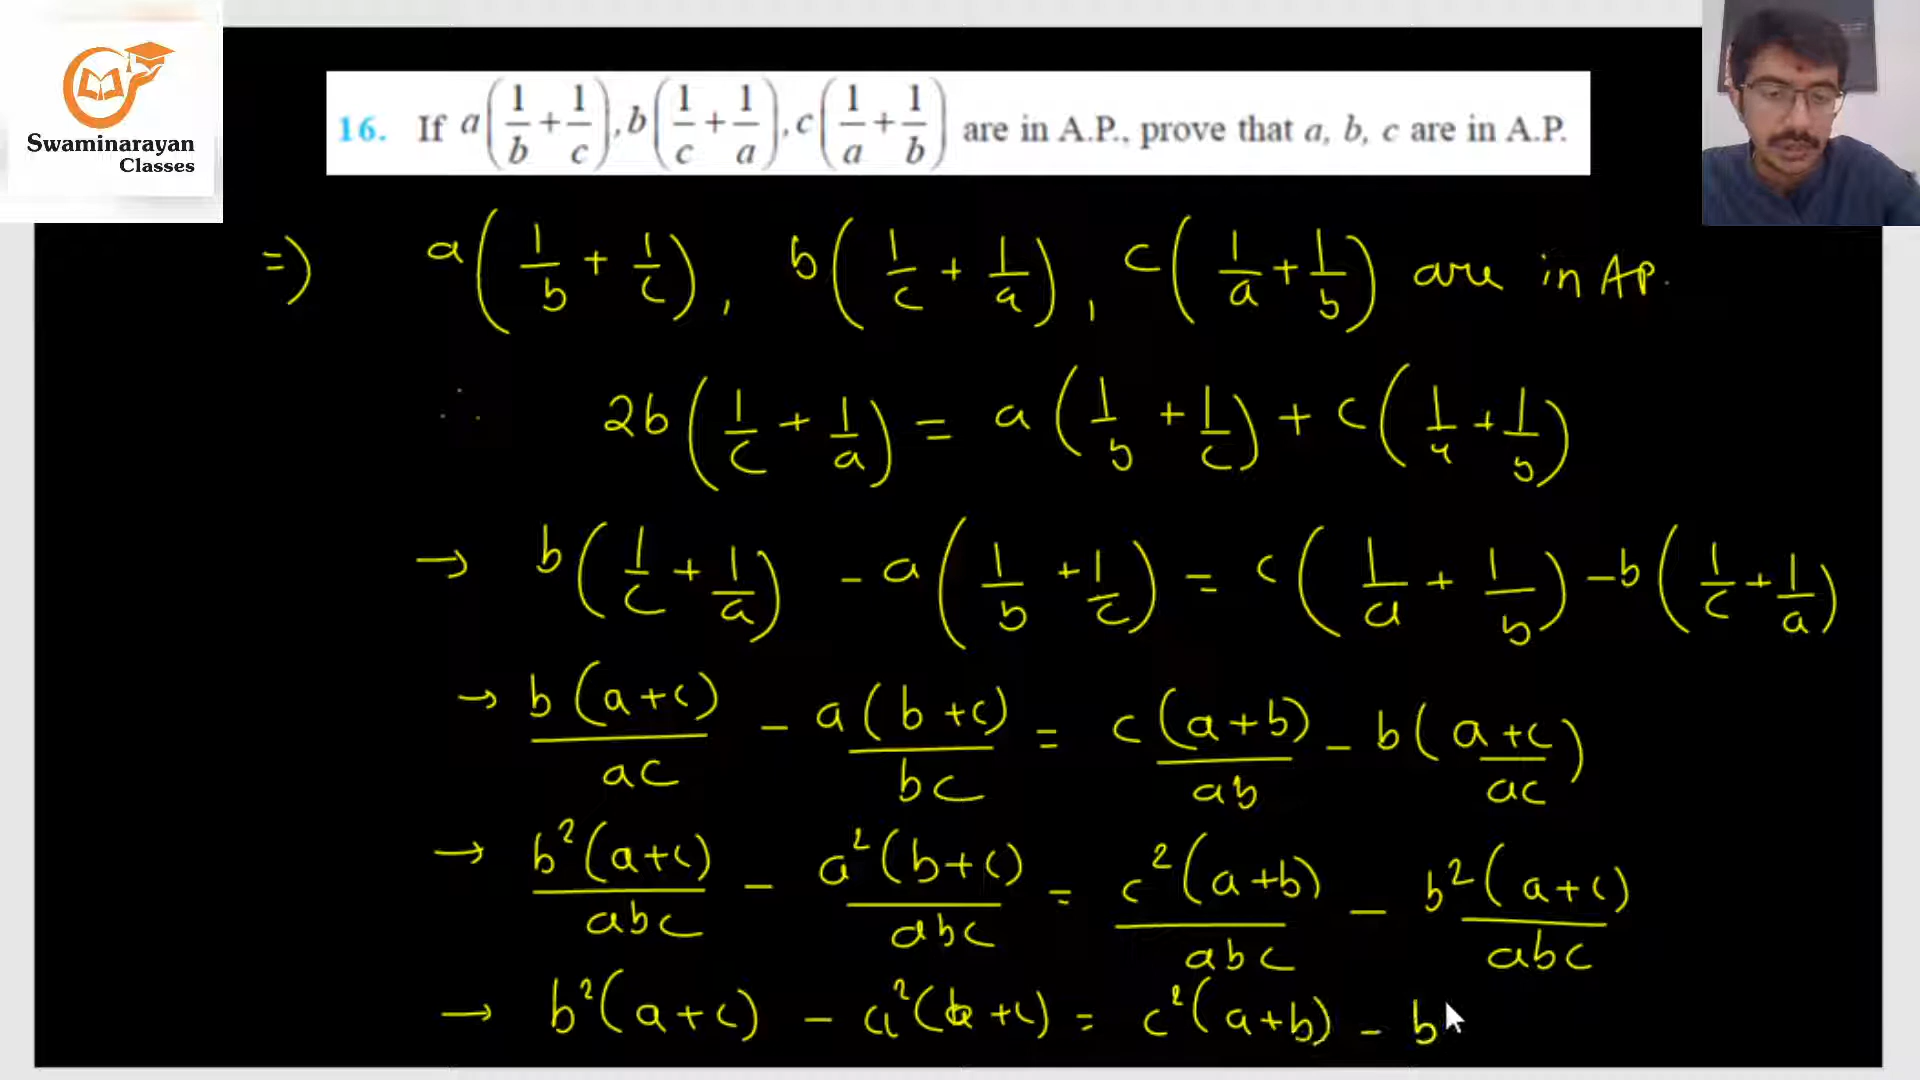 Swaminarayan
Classes
16. If a(1/b + 1/c), b(1/c + 1/a), c(1/a + 1/b) are in A.P., prove that a, b, c are in A.P.
=) a(1/b + 1/c), b(1/c + 1/a), c(1/a + 1/b) are in AP.
∴ 2b(1/c + 1/a) = a(1/b + 1/c) + c(1/a + 1/b)
→ b(1/c + 1/a) - a(1/b + 1/c) = c(1/a + 1/b) - b(1/c + 1/a)
→ b(a+c)/ac - a(b+c)/bc = c(a+b)/ab - b(a+c/ac)
→ b²(a+c)/abc - a²(b+c)/abc = c²(a+b)/abc - b²(a+c)/abc
→ b²(a+c) - a²(b+c) = c²(a+b) - b